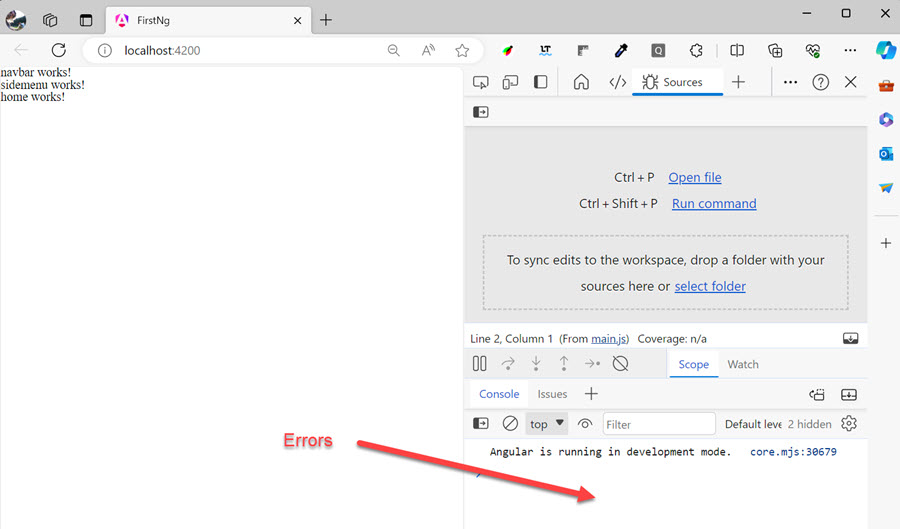 FirstNg
localhost:4200
navbar works!
sidemenu works!
home works!
Sources
Ctrl + P Open file
Ctrl + Shift + P Run command
To sync edits to the workspace, drop a folder with your
sources here or select folder
Line 2, Column 1 (From main.js) Coverage: n/a
Scope Watch
Console Issues
top Filter Default leve 2 hidden
Angular is running in development mode. core.mjs:30679
Errors